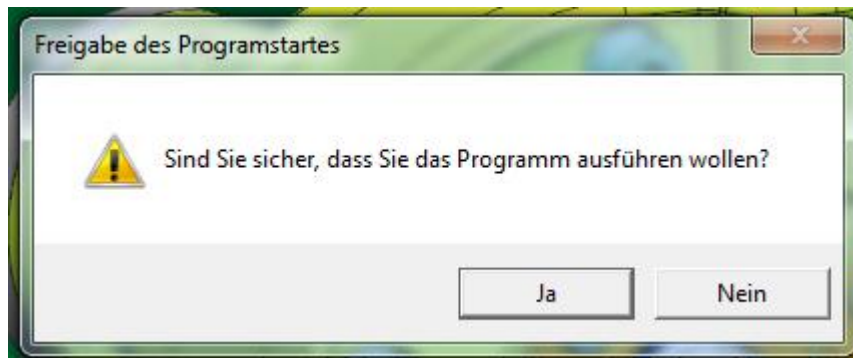 Freigabe des Programstartes
Sind Sie sicher, dass Sie das Programm ausführen wollen?
Ja
Nein